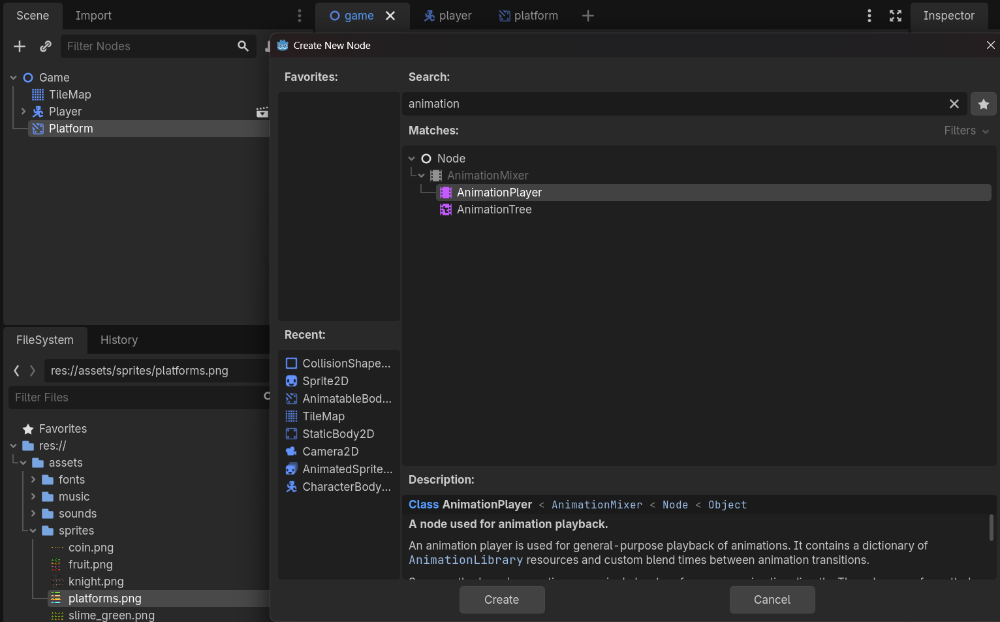 Scene
Import
game
player
platform
Inspector
Filter Nodes
Game
TileMap
Player
Platform
FileSystem
History
res://assets/sprites/platforms.png
Filter Files
Favorites
res://
assets
fonts
music
sounds
sprites
coin.png
fruit.png
knight.png
platforms.png
slime_green.png
Create New Node
Favorites:
Recent:
CollisionShape...
Sprite2D
AnimatableBod...
TileMap
StaticBody2D
Camera2D
AnimatedSprite...
CharacterBody...
Search:
animation
Matches:
Filters
Node
AnimationMixer
AnimationPlayer
AnimationTree
Description:
Class AnimationPlayer < AnimationMixer < Node < Object
A node used for animation playback.
An animation player is used for general-purpose playback of animations. It contains a dictionary of
AnimationLibrary resources and custom blend times between animation transitions.
Create
Cancel